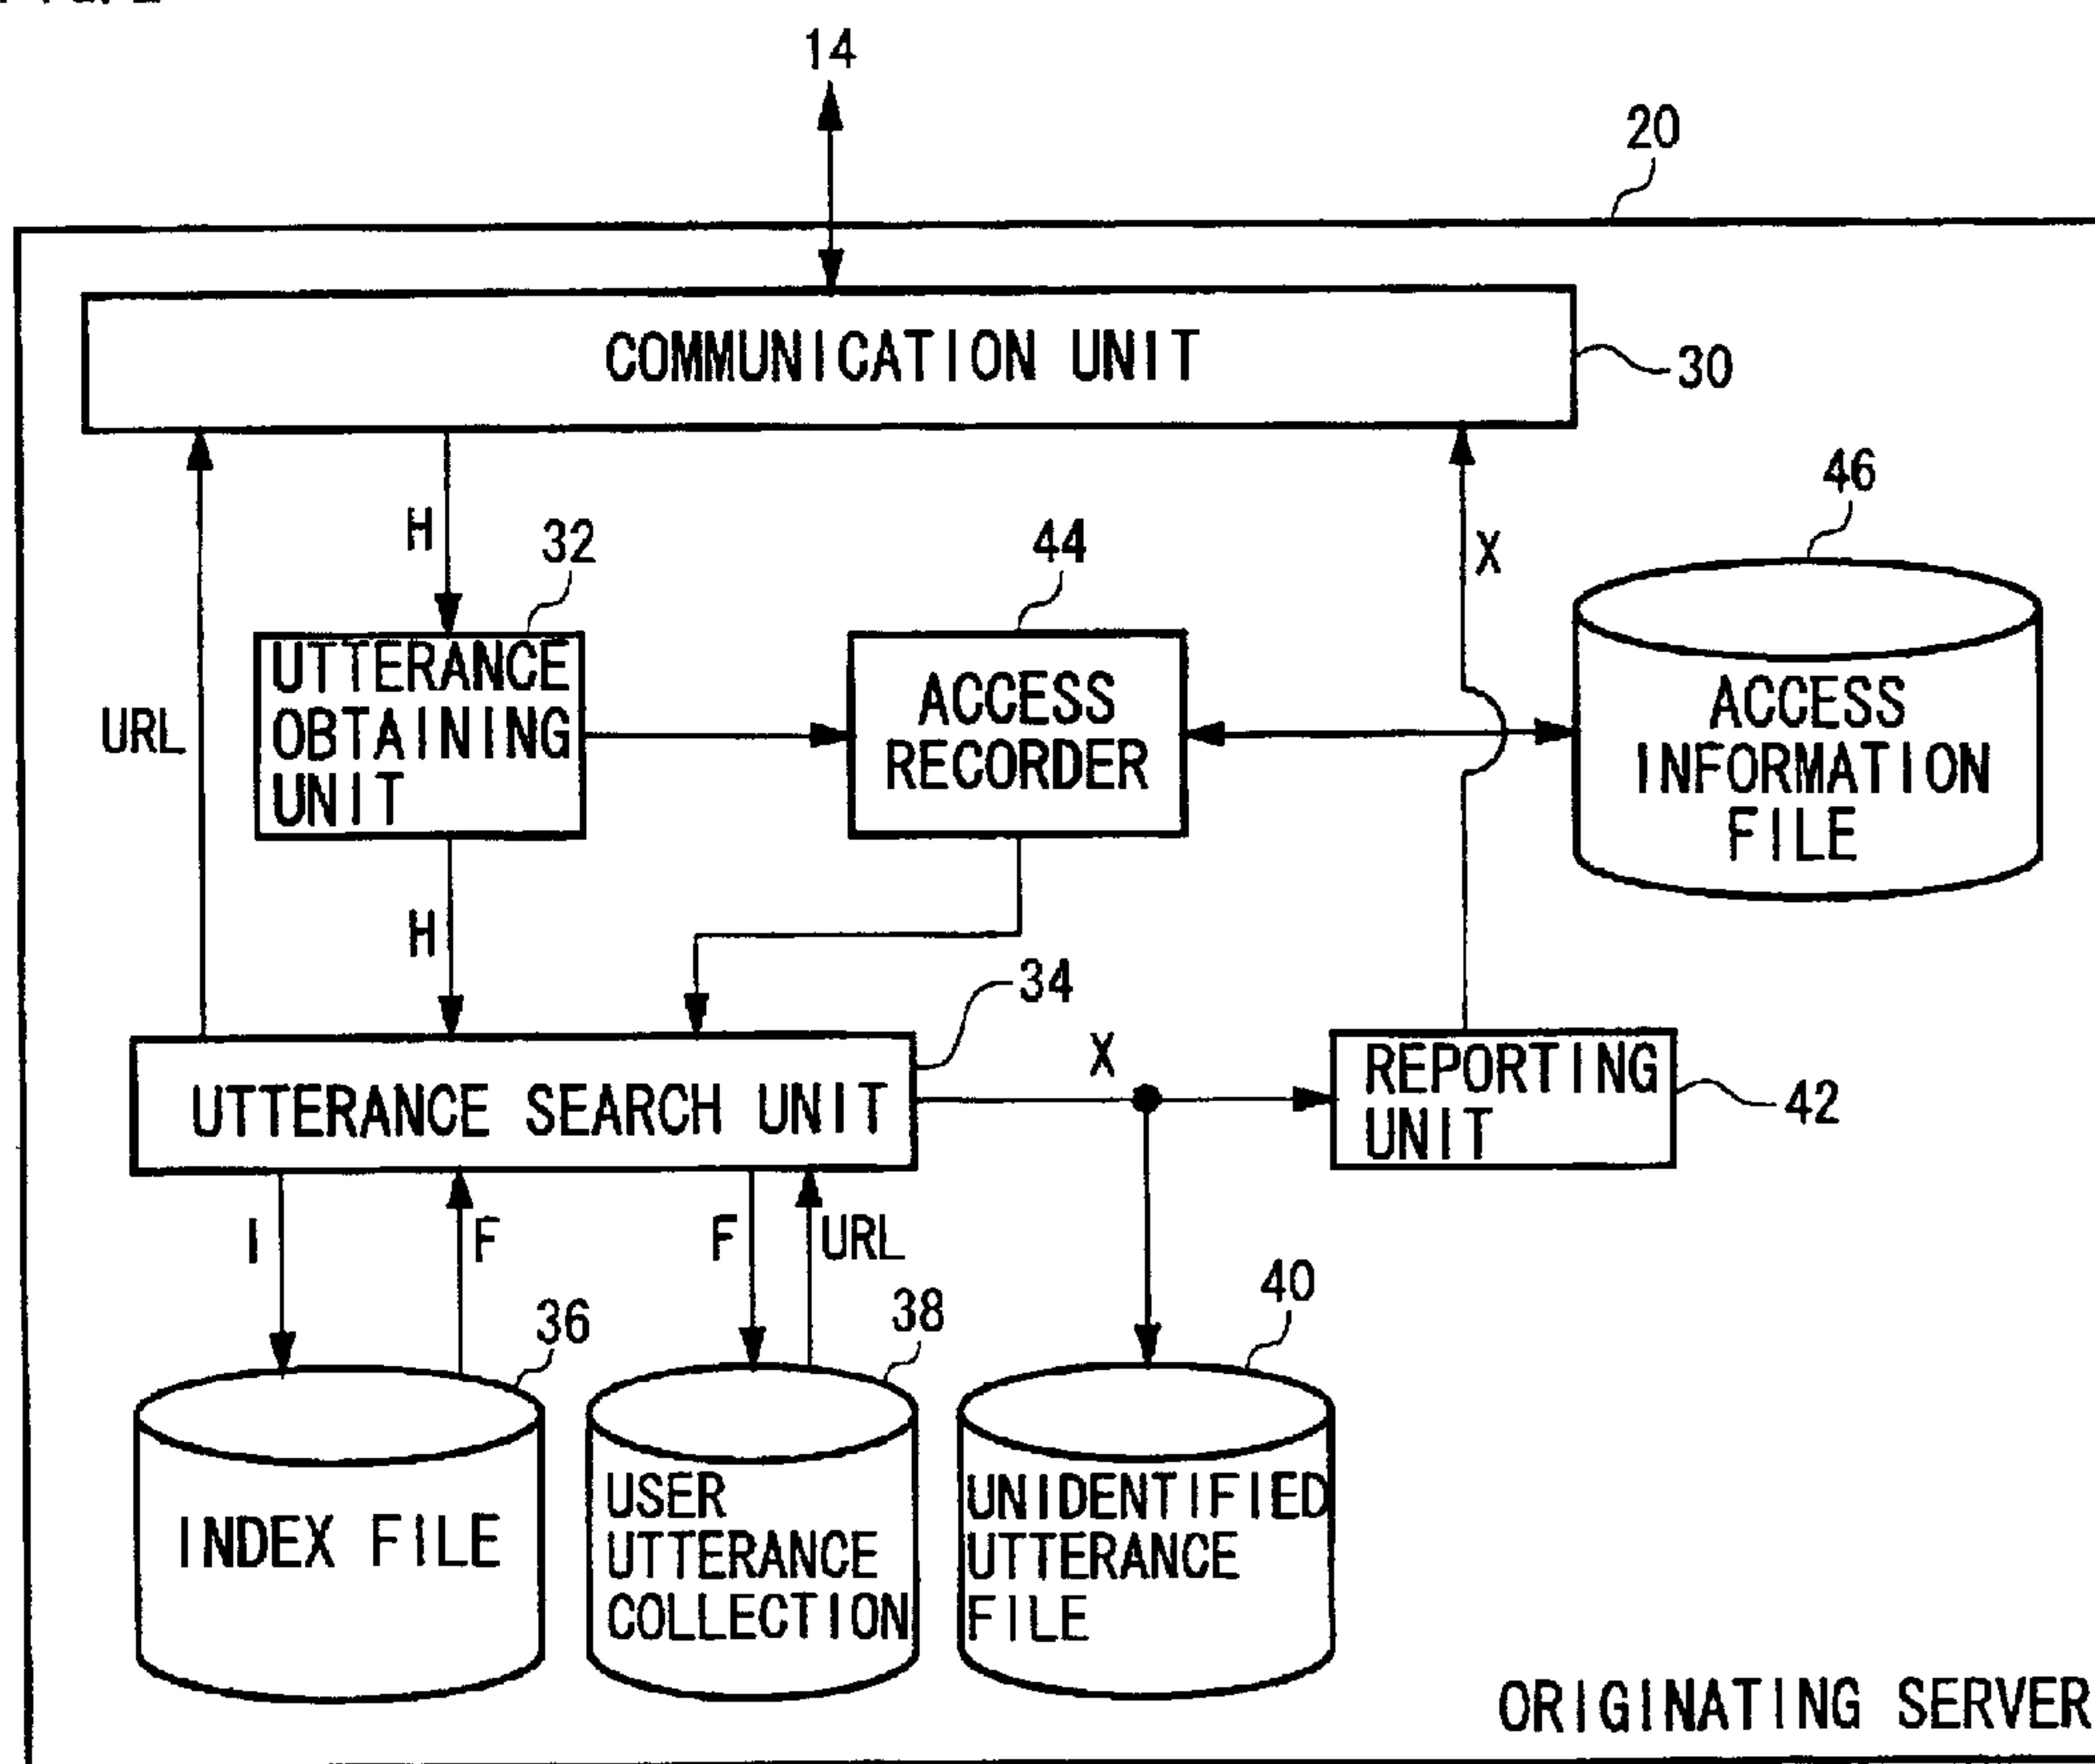 14
20
COMMUNICATION UNIT
30
46
H
32
44
X
UTTERANCE
OBTAINING
UNIT
ACCESS
RECORDER
ACCESS
INFORMATION
FILE
URL
H
34
X
REPORTING
UNIT
42
UTTERANCE SEARCH UNIT
I
F
F
URL
36
38
40
INDEX FILE
USER
UTTERANCE
COLLECTION
UNIDENTIFIED
UTTERANCE
FILE
ORIGINATING SERVER